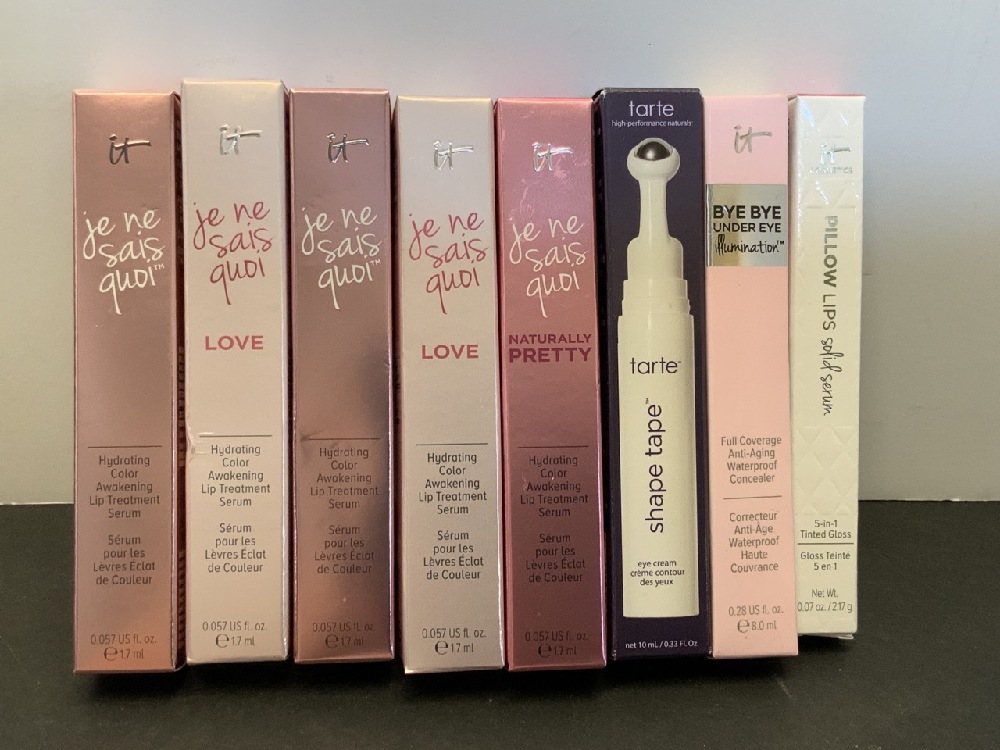 it
je ne
sais
quoi™
Hydrating
Color
Awakening
Lip Treatment
Serum
Sérum
pour les
Lèvres Éclat
de Couleur
0.057 US fl. oz.
e 1.7 ml
it
je ne
sais
quoi
LOVE
Hydrating
Color
Awakening
Lip Treatment
Serum
Sérum
pour les
Lèvres Éclat
de Couleur
0.057 US fl. oz.
e 1.7 ml
it
je ne
sais
quoi™
Hydrating
Color
Awakening
Lip Treatment
Serum
Sérum
pour les
Lèvres Éclat
de Couleur
0.057 US fl. oz.
e 1.7 ml
it
je ne
sais
quoi
LOVE
Hydrating
Color
Awakening
Lip Treatment
Serum
Sérum
pour les
Lèvres Éclat
de Couleur
0.057 US fl. oz.
e 1.7 ml
it
je ne
sais
quoi
NATURALLY
PRETTY
Hydrating
Color
Awakening
Lip Treatment
Serum
Sérum
pour les
Lèvres Éclat
de Couleur
0.057 US fl. oz.
e 1.7 ml
tarte
high-performance naturals™
tarte™
shape tape™
eye cream
crème contour
des yeux
net 10 mL / 0.33 FL Oz
it
BYE BYE
UNDER EYE
illumination™
Full Coverage
Anti-Aging
Waterproof
Concealer
Correcteur
Anti-Âge
Waterproof
Haute
Couvrance
0.28 US fl. oz.
e 8.0 ml
it
COSMETICS
PILLOW LIPS solid serum
5-in-1
Tinted Gloss
Gloss Teinté
5 en 1
Net Wt.
0.07 oz. / 2.17 g